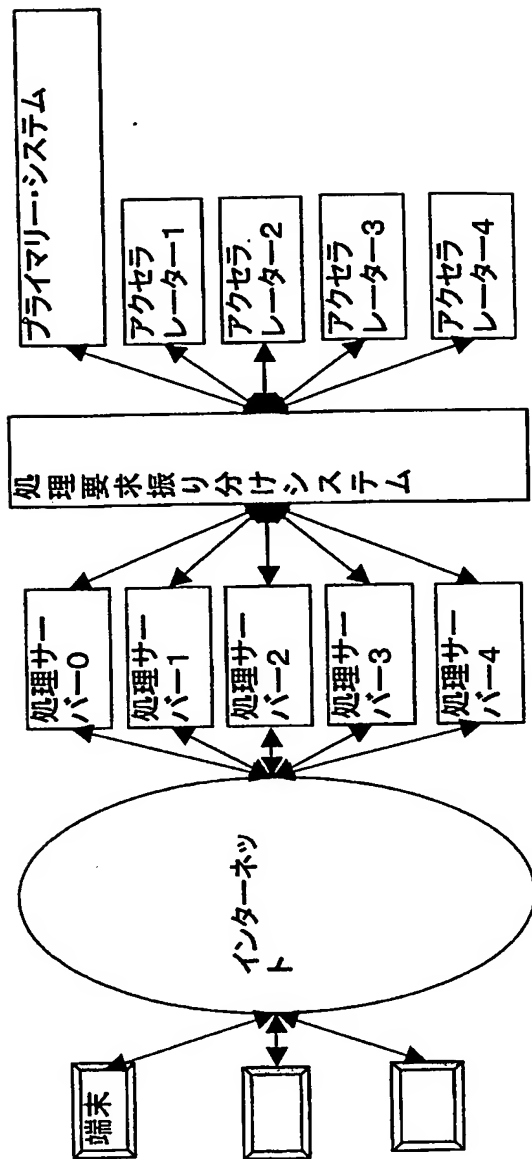 端末
インターネッ
ト
処理サー
バー0
処理サー
バー1
処理サー
バー2
処理サー
バー3
処理サー
バー4
処理要求振り分けシステム
プライマリー・システム
アクセラ
レーター1
アクセラ
レーター2
アクセラ
レーター3
アクセラ
レーター4